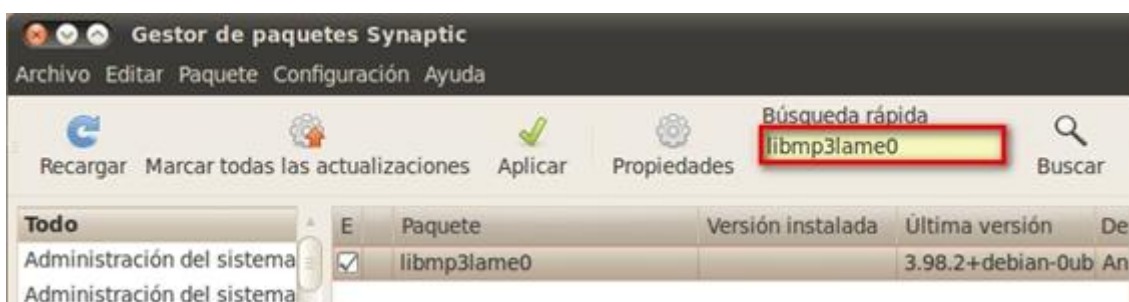 Gestor de paquetes Synaptic
Archivo Editar Paquete Configuración Ayuda
Búsqueda rápida
libmp3lame0
Recargar Marcar todas las actualizaciones Aplicar Propiedades Buscar
Todo E Paquete Versión instalada Última versión De
Administración del sistema libmp3lame0 3.98.2+debian-0ub An
Administración del sistema